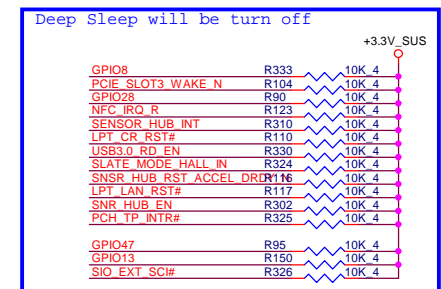 Deep Sleep will be turn off
+3.3V_SUS
GPIO8 R333 10K_4
PCIE_SLOT3_WAKE_N R104 10K_4
GPIO28 R90 10K_4
NFC_IRQ_R R123 10K_4
SENSOR_HUB_INT R310 10K_4
LPT_CR_RST# R110 10K_4
USB3.0_RD_EN R330 10K_4
SLATE_MODE_HALL_IN R324 10K_4
SNSR_HUB_RST_ACCEL_DRDY_N R116 10K_4
LPT_LAN_RST# R117 10K_4
SNR_HUB_EN R302 10K_4
PCH_TP_INTR# R325 10K_4
GPIO47 R95 10K_4
GPIO13 R150 10K_4
SIO_EXT_SCI# R326 10K_4